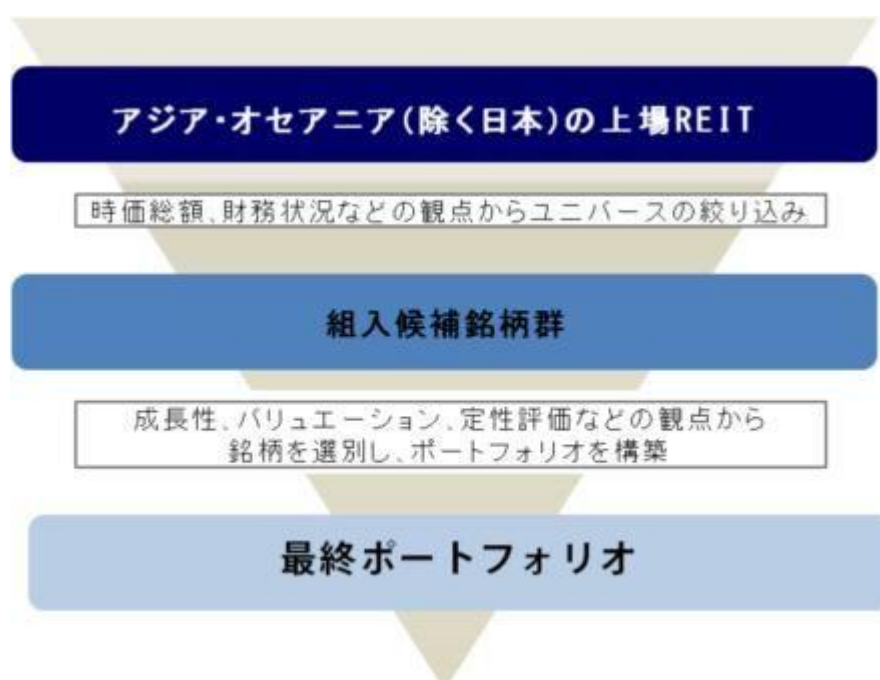 アジア・オセアニア(除く日本)の上場REIT
時価総額、財務状況などの観点からユニバースの絞り込み
組入候補銘柄群
成長性、バリュエーション、定性評価などの観点から
銘柄を選別し、ポートフォリオを構築
最終ポートフォリオ